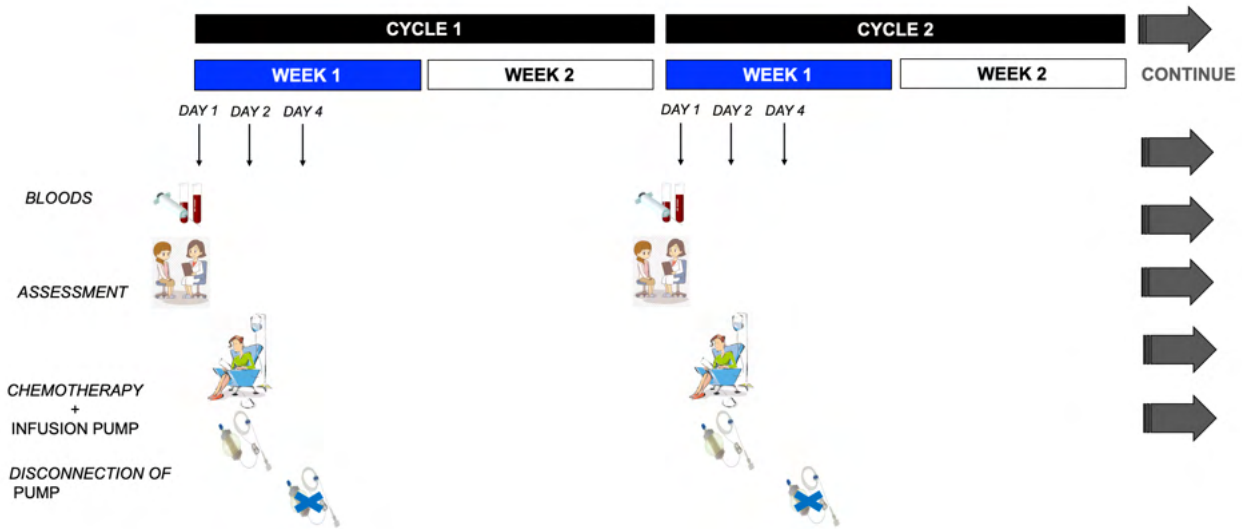 CYCLE 1
CYCLE 2
WEEK 1
WEEK 2
WEEK 1
WEEK 2
CONTINUE
DAY 1
DAY 2
DAY 4
DAY 1
DAY 2
DAY 4
BLOODS
ASSESSMENT
CHEMOTHERAPY
+
INFUSION PUMP
DISCONNECTION OF
PUMP